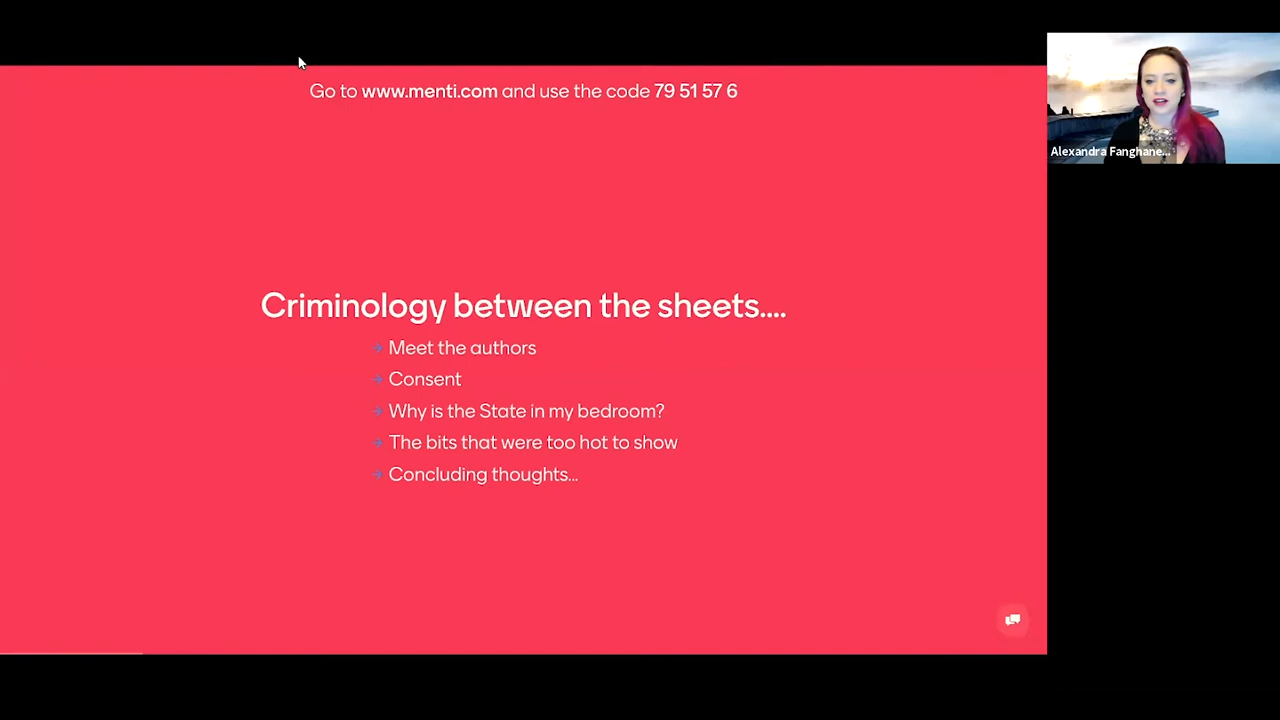 Go to www.menti.com and use the code 79 51 57 6
Alexandra Fanghane...
Criminology between the sheets....
→ Meet the authors
→ Consent
→ Why is the State in my bedroom?
→ The bits that were too hot to show
→ Concluding thoughts...